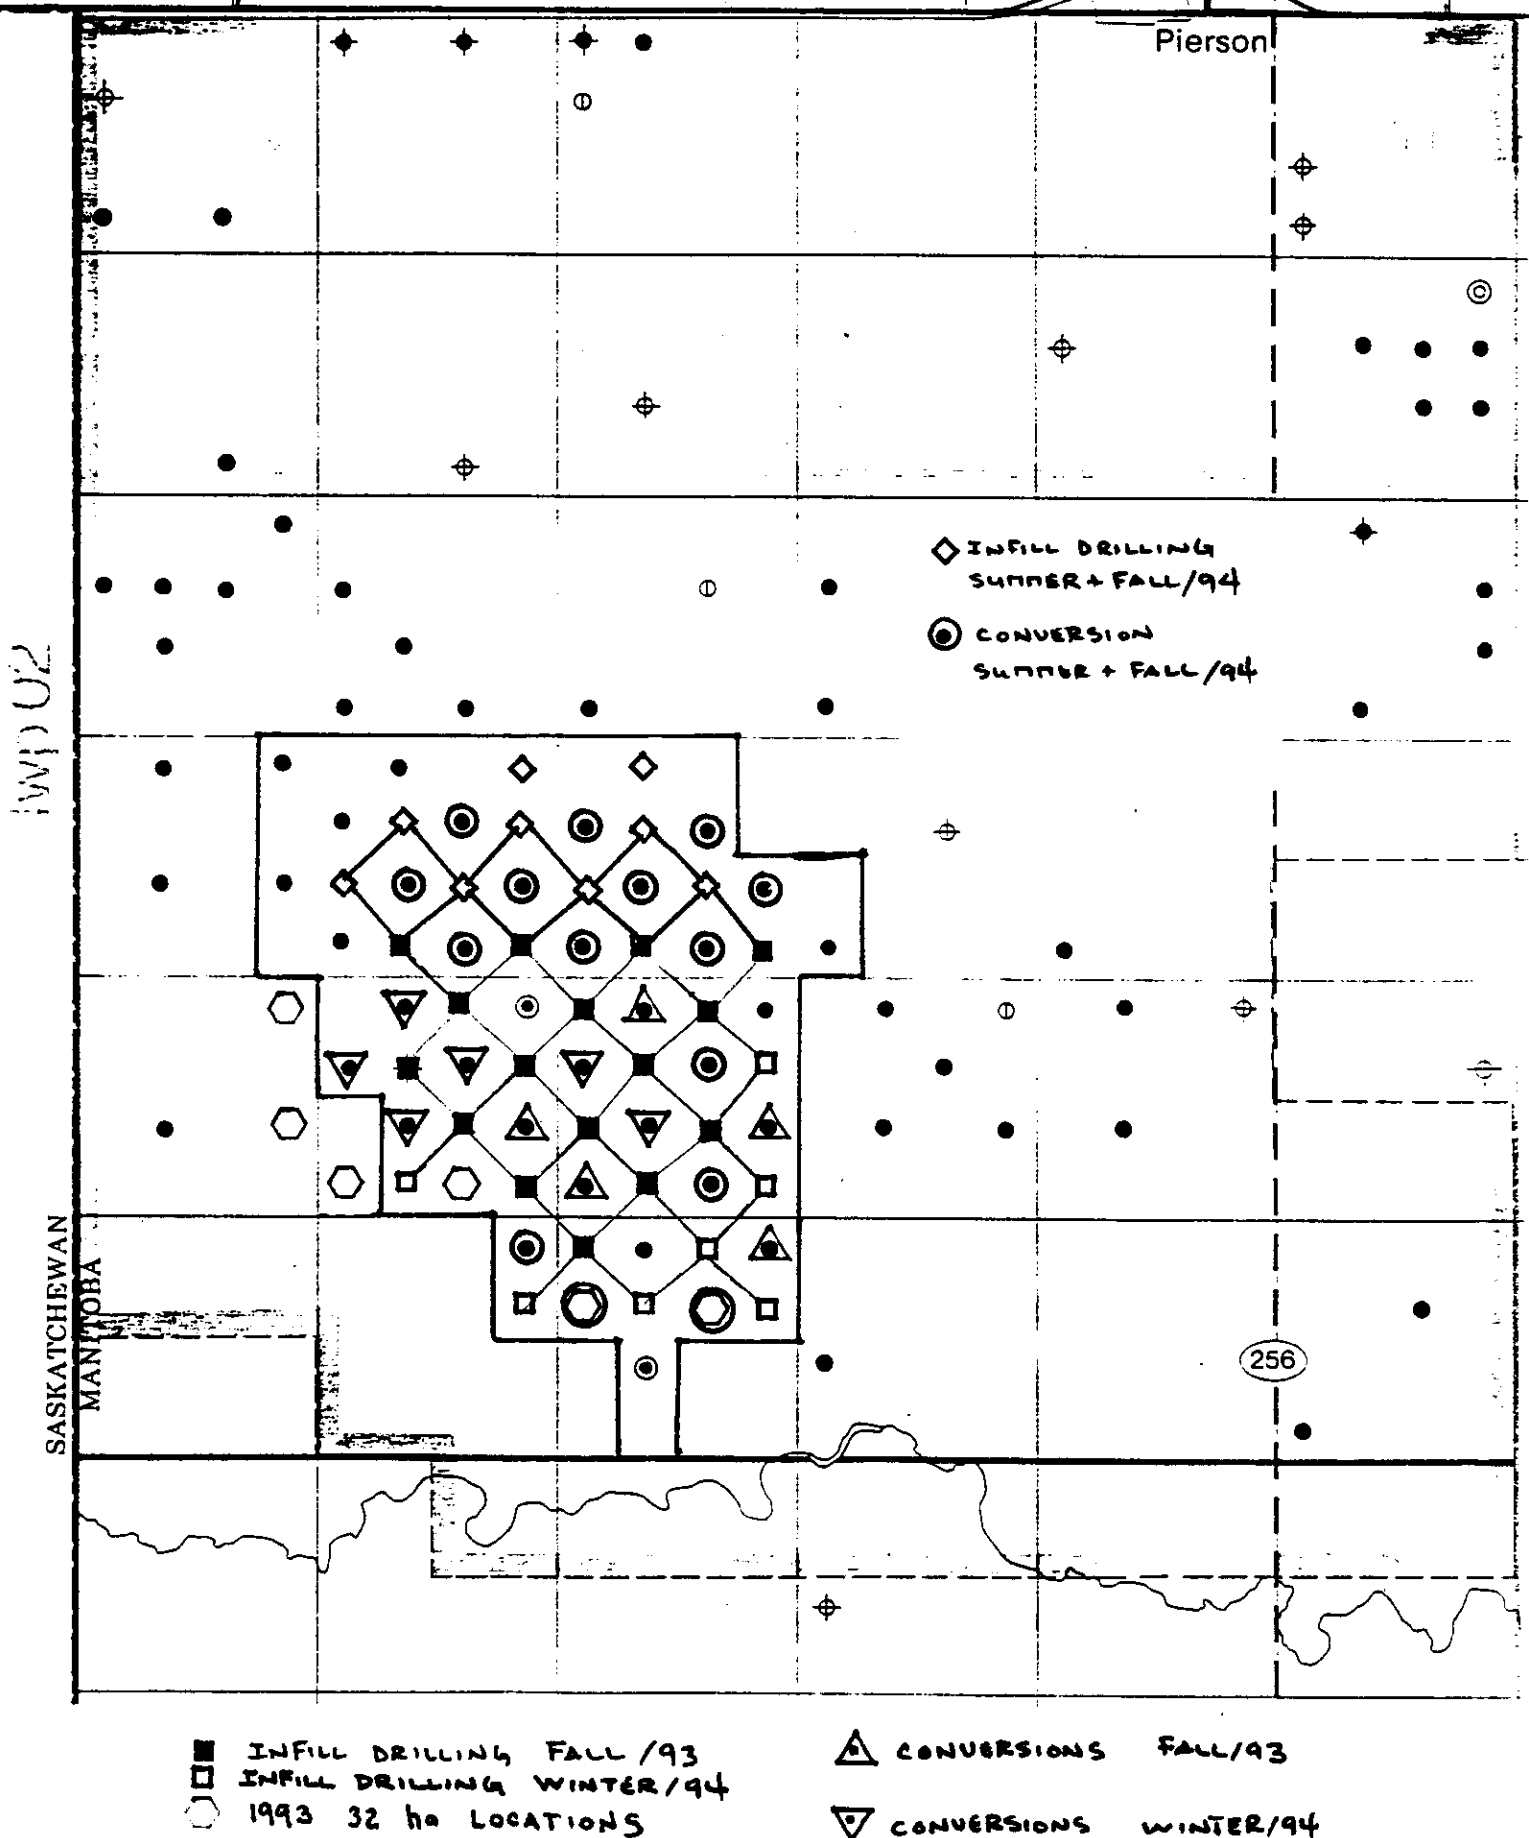 Pierson
◇ INFILL DRILLING
SUMMER + FALL/94
CONVERSION
SUMMER + FALL/94
SASKATCHEWAN
MANITOBA
256
INFILL DRILLING FALL/93
INFILL DRILLING WINTER/94
1993 32 ha LOCATIONS
CONVERSIONS FALL/93
CONVERSIONS WINTER/94